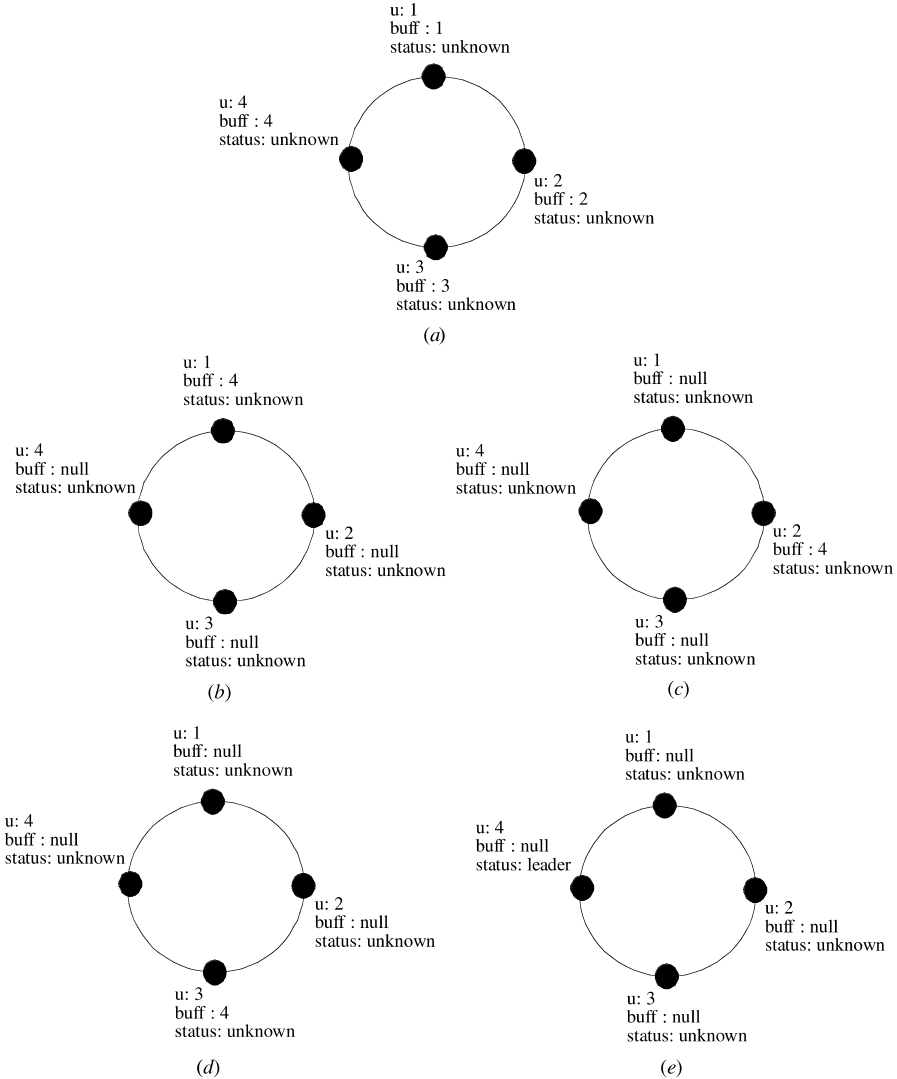 u: 1
buff : 1
status: unknown
u: 4
buff : 4
status: unknown
u: 2
buff : 2
status: unknown
u: 3
buff : 3
status: unknown
(a)
u: 1
buff : 4
status: unknown
u: 4
buff : null
status: unknown
u: 2
buff : null
status: unknown
u: 3
buff : null
status: unknown
(b)
u: 1
buff : null
status: unknown
u: 4
buff : null
status: unknown
u: 2
buff : 4
status: unknown
u: 3
buff : null
status: unknown
(c)
u: 1
buff: null
status: unknown
u: 4
buff : null
status: unknown
u: 2
buff : null
status: unknown
u: 3
buff : 4
status: unknown
(d)
u: 1
buff: null
status: unknown
u: 4
buff : null
status: leader
u: 2
buff : null
status: unknown
u: 3
buff : null
status: unknown
(e)